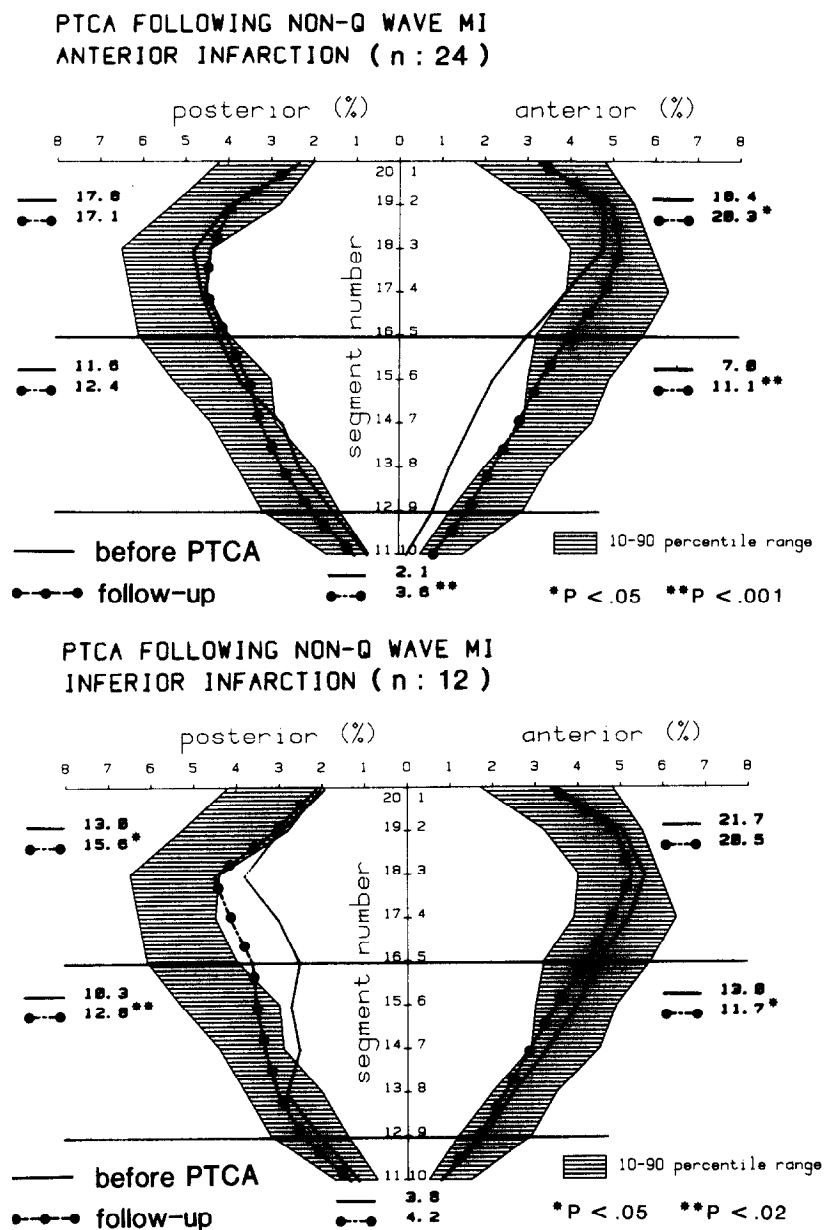 PTCA FOLLOWING NON-Q WAVE MI
ANTERIOR INFARCTION (n : 24)
posterior (%) anterior (%)
8 7 6 5 4 3 2 1 0 1 2 3 4 5 6 7 8
20 1
19 2
18 3
17 4
16 5
15 6
14 7
13 8
12 9
11 10
segment number
17.8
17.1
18.4
20.3 *
11.6
12.4
7.8
11.1 **
before PTCA
follow-up
2.1
3.6 **
10-90 percentile range
*P < .05 **P < .001
PTCA FOLLOWING NON-Q WAVE MI
INFERIOR INFARCTION (n : 12)
posterior (%) anterior (%)
8 7 6 5 4 3 2 1 0 1 2 3 4 5 6 7 8
20 1
19 2
18 3
17 4
16 5
15 6
14 7
13 8
12 9
11 10
segment number
13.8
15.6 *
21.7
20.5
10.3
12.8 **
13.8
11.7 *
before PTCA
follow-up
3.8
4.2
10-90 percentile range
*P < .05 **P < .02